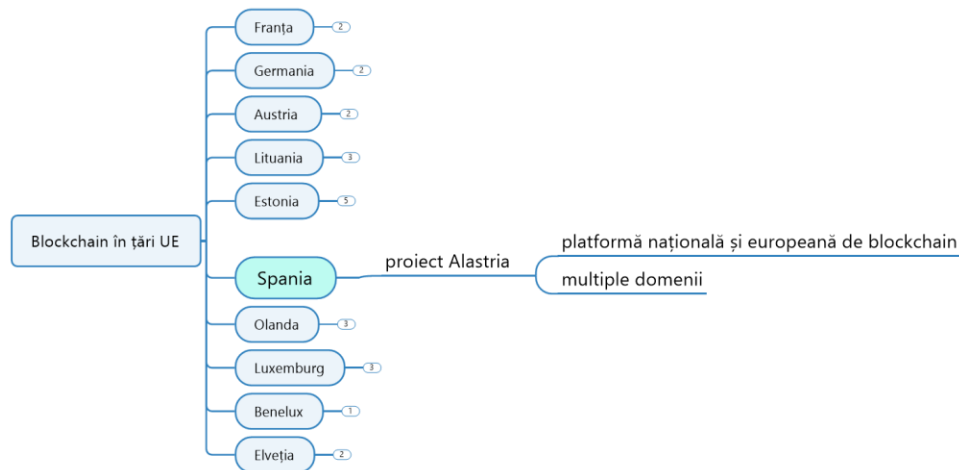 Franța
2
Germania
2
Austria
2
Lituania
3
Estonia
5
Blockchain în țări UE
Spania
proiect Alastria
platformă națională și europeană de blockchain
multiple domenii
Olanda
3
Luxemburg
3
Benelux
1
Elveția
2